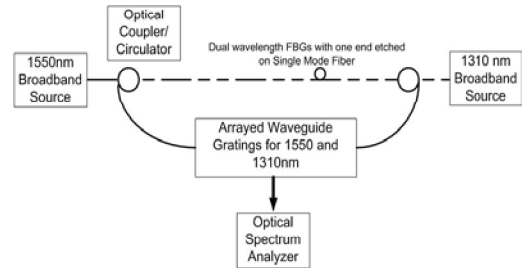 Optical
Coupler/
Circulator
Dual wavelength FBGs with one end etched
on Single Mode Fiber
1550nm
Broadband
Source
1310 nm
Broadband
Source
Arrayed Waveguide
Gratings for 1550 and
1310nm
Optical
Spectrum
Analyzer